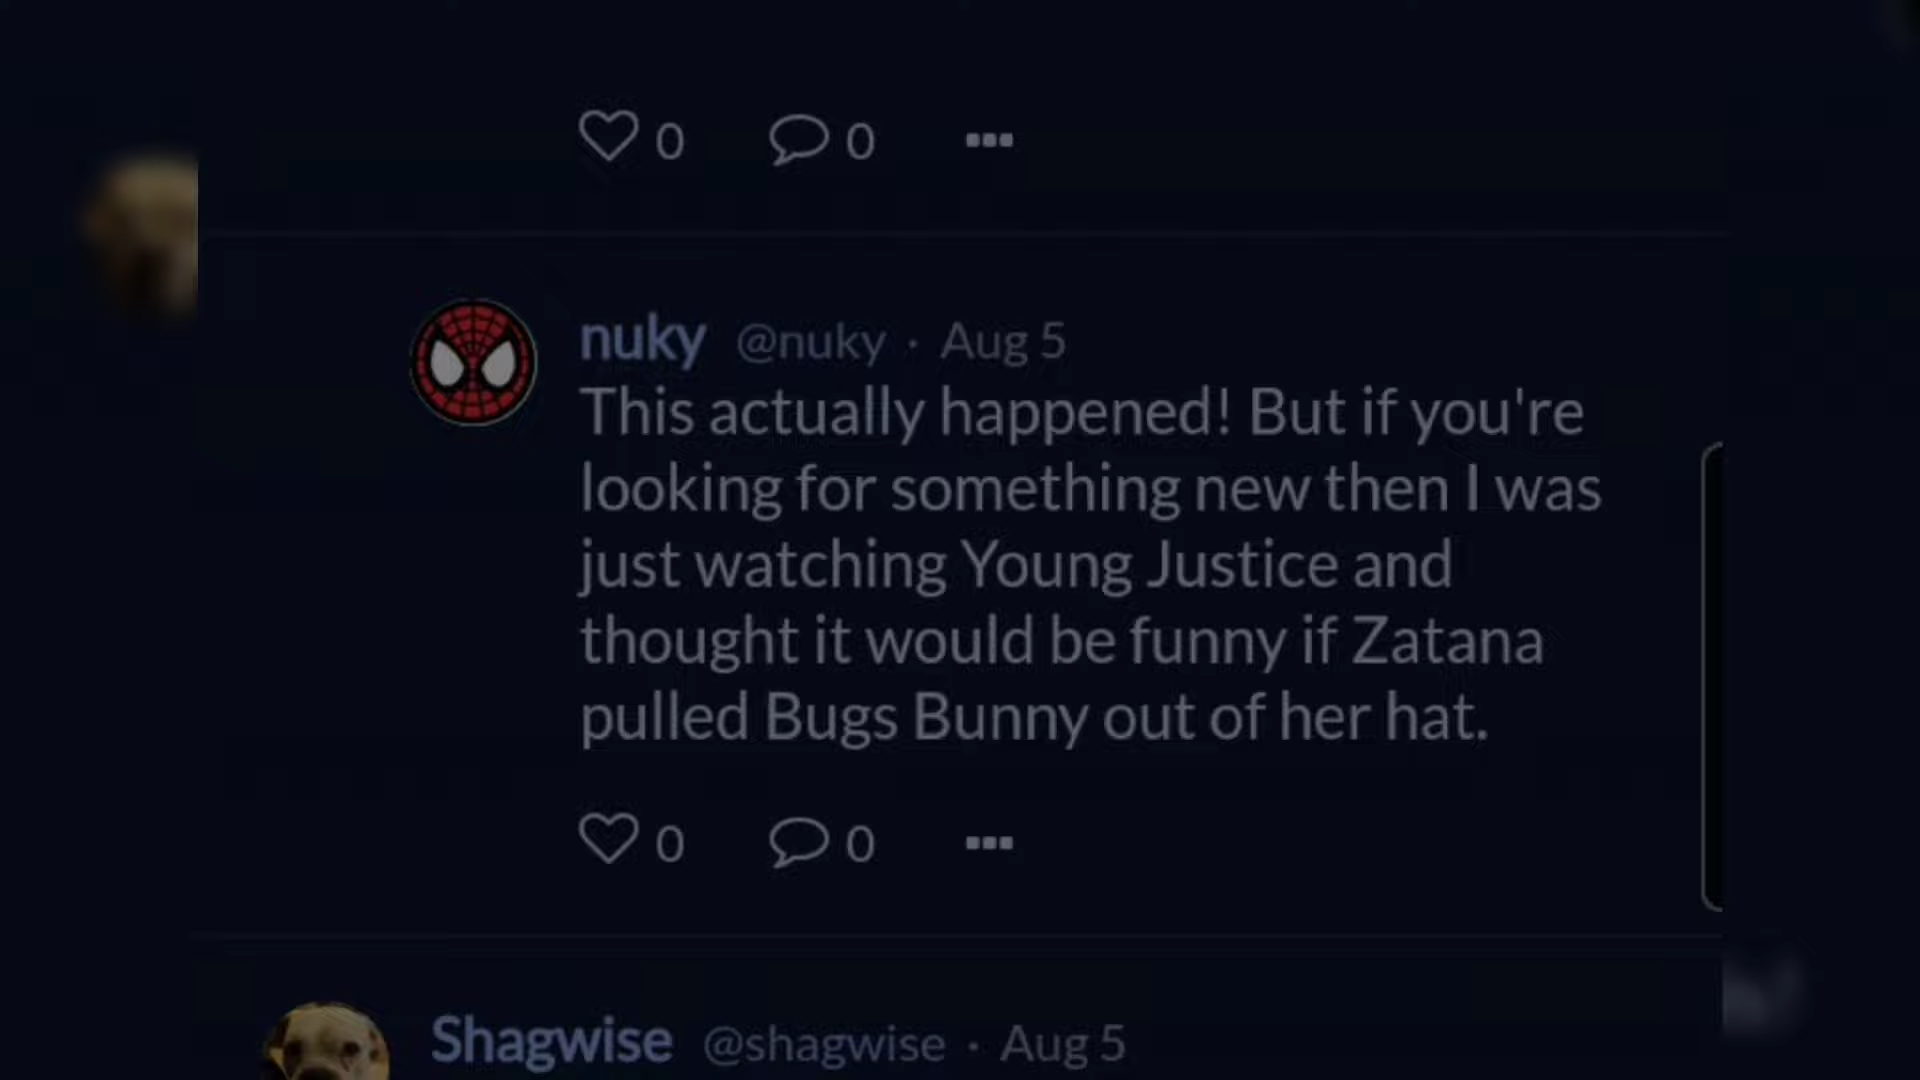 0 0
nuky @nuky · Aug 5
This actually happened! But if you're
looking for something new then I was
just watching Young Justice and
thought it would be funny if Zatana
pulled Bugs Bunny out of her hat.
0 0
Shagwise @shagwise · Aug 5